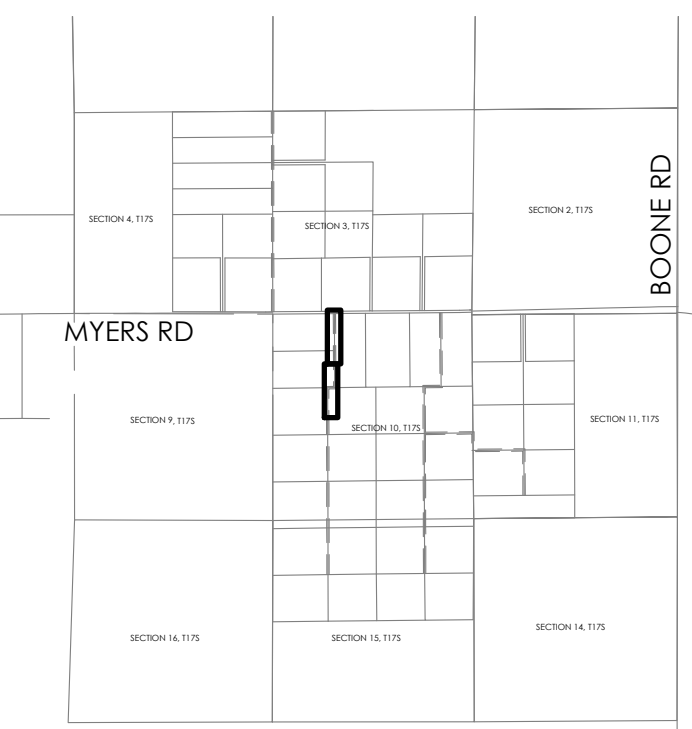 SECTION 4, T17S
SECTION 3, T17S
SECTION 2, T17S
BOONE RD
MYERS RD
SECTION 9, T17S
SECTION 10, T17S
SECTION 11, T17S
SECTION 16, T17S
SECTION 15, T17S
SECTION 14, T17S